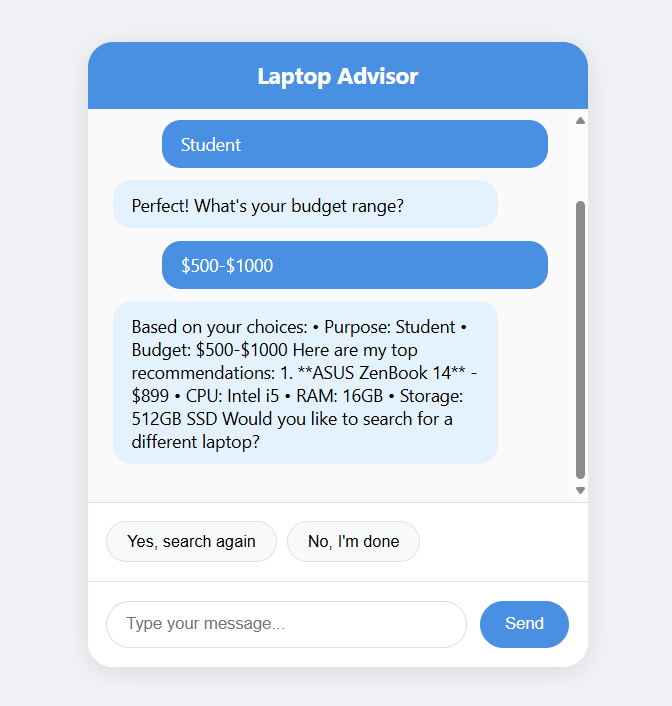 Laptop Advisor
Student
Perfect! What's your budget range?
$500-$1000
Based on your choices: • Purpose: Student •
Budget: $500-$1000 Here are my top
recommendations: 1. **ASUS ZenBook 14** -
$899 • CPU: Intel i5 • RAM: 16GB • Storage:
512GB SSD Would you like to search for a
different laptop?
Yes, search again
No, I'm done
Type your message...
Send